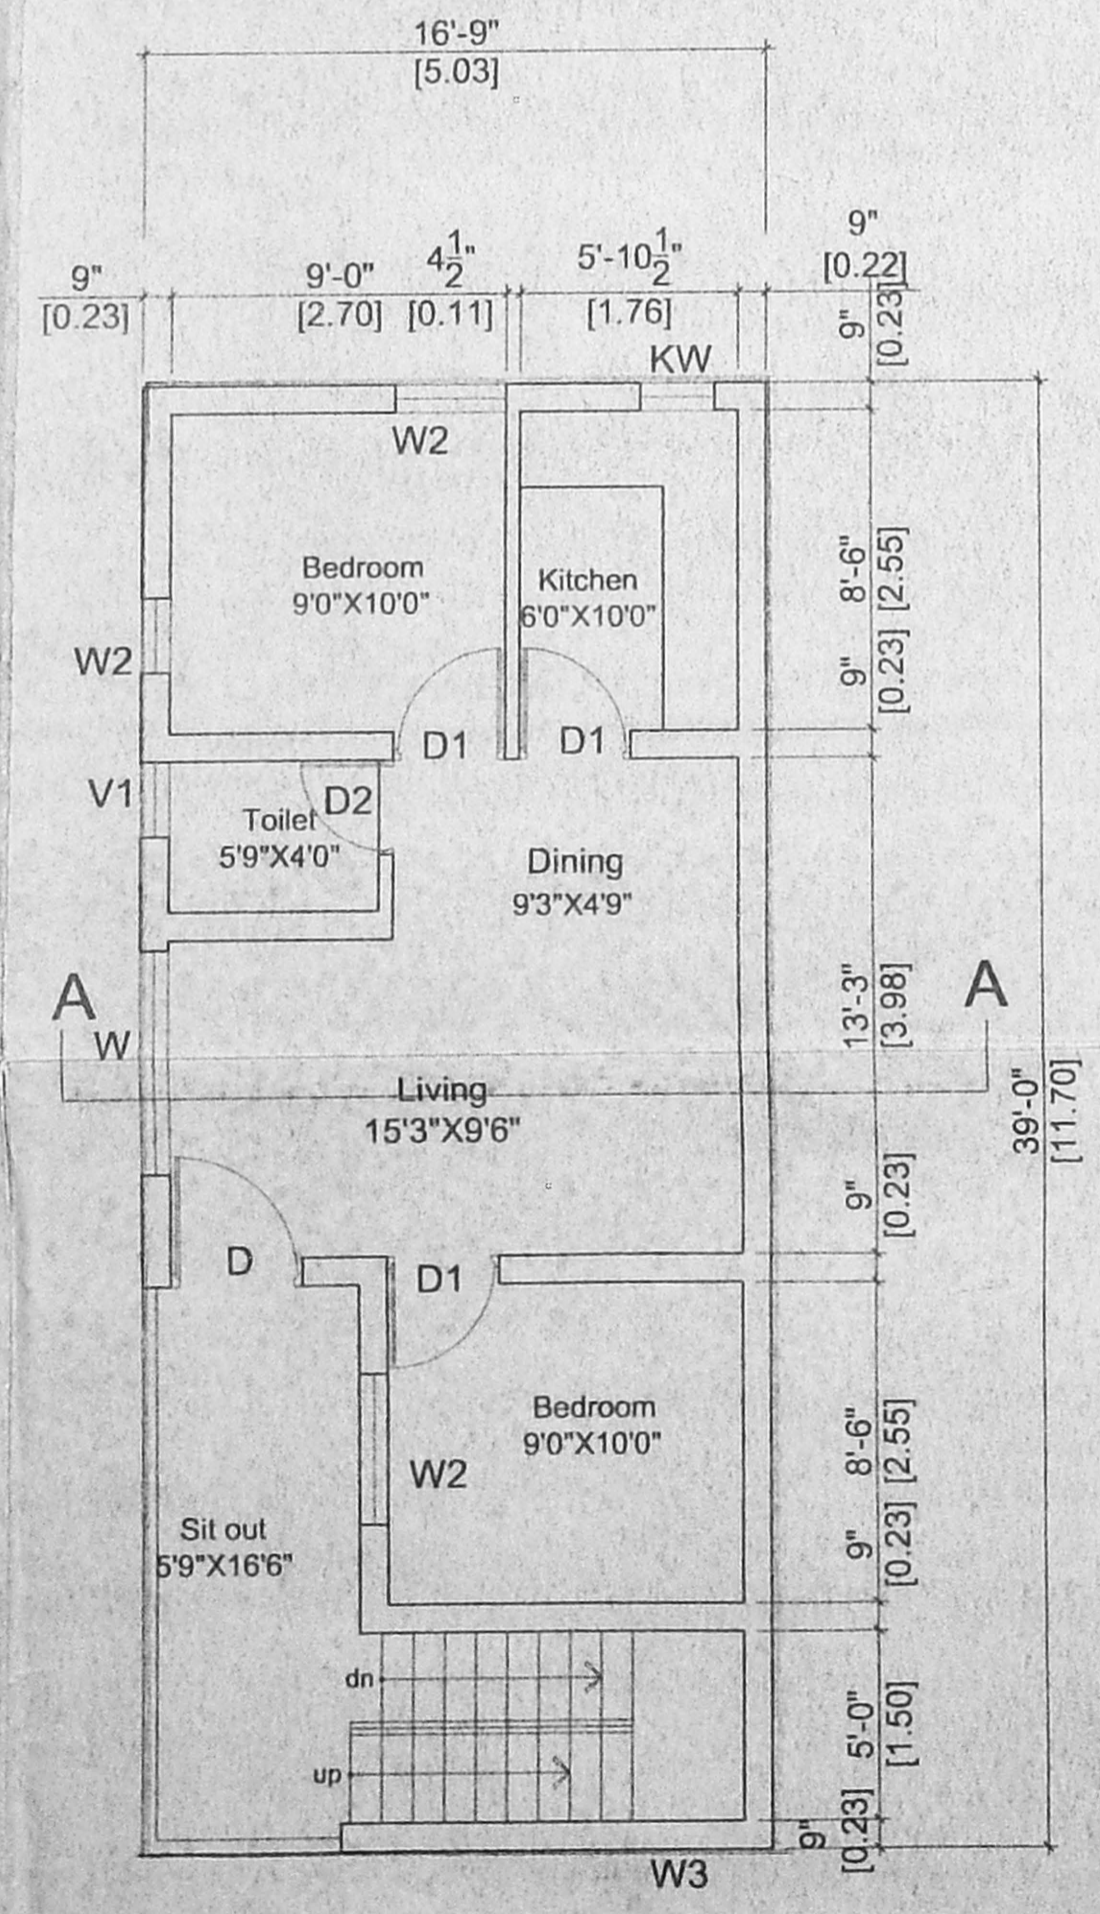 16'-9"
[5.03]
9"
[0.23]
9'-0"
[2.70]
4½"
[0.11]
5'-10½"
[1.76]
9"
[0.22]
9"
[0.23]
KW
W2
Bedroom
9'0"X10'0"
Kitchen
6'0"X10'0"
8'-6"
[2.55]
W2
9"
[0.23]
D1
D1
V1
D2
Toilet
5'9"X4'0"
Dining
9'3"X4'9"
A
A
W
13'-3"
[3.98]
Living
15'3"X9'6"
39'-0"
[11.70]
9"
[0.23]
D
D1
Bedroom
9'0"X10'0"
8'-6"
[2.55]
W2
Sit out
5'9"X16'6"
9"
[0.23]
dn
up
5'-0"
[1.50]
9"
[0.23]
W3